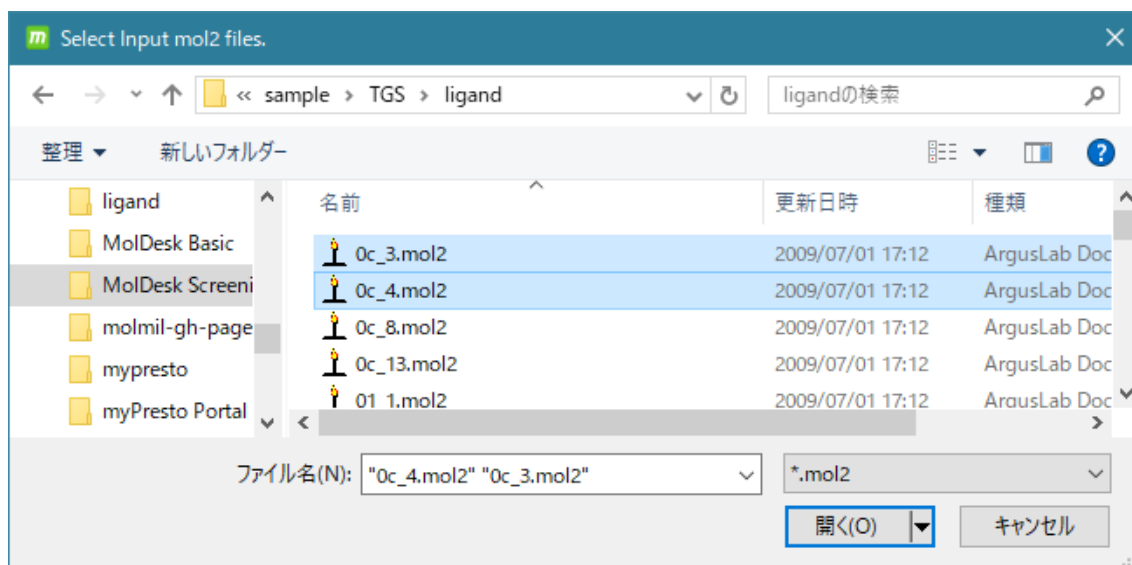 Select Input mol2 files.
« sample › TGS › ligand
ligandの検索
整理
新しいフォルダー
ligand
MolDesk Basic
MolDesk Screeni
molmil-gh-page
mypresto
myPresto Portal
名前 更新日時 種類
0c_3.mol2 2009/07/01 17:12 ArgusLab Doc
0c_4.mol2 2009/07/01 17:12 ArgusLab Doc
0c_8.mol2 2009/07/01 17:12 ArgusLab Doc
0c_13.mol2 2009/07/01 17:12 ArgusLab Doc
01_1.mol2 2009/07/01 17:12 ArgusLab Doc
ファイル名(N): "0c_4.mol2" "0c_3.mol2"
*.mol2
開く(O)
キャンセル